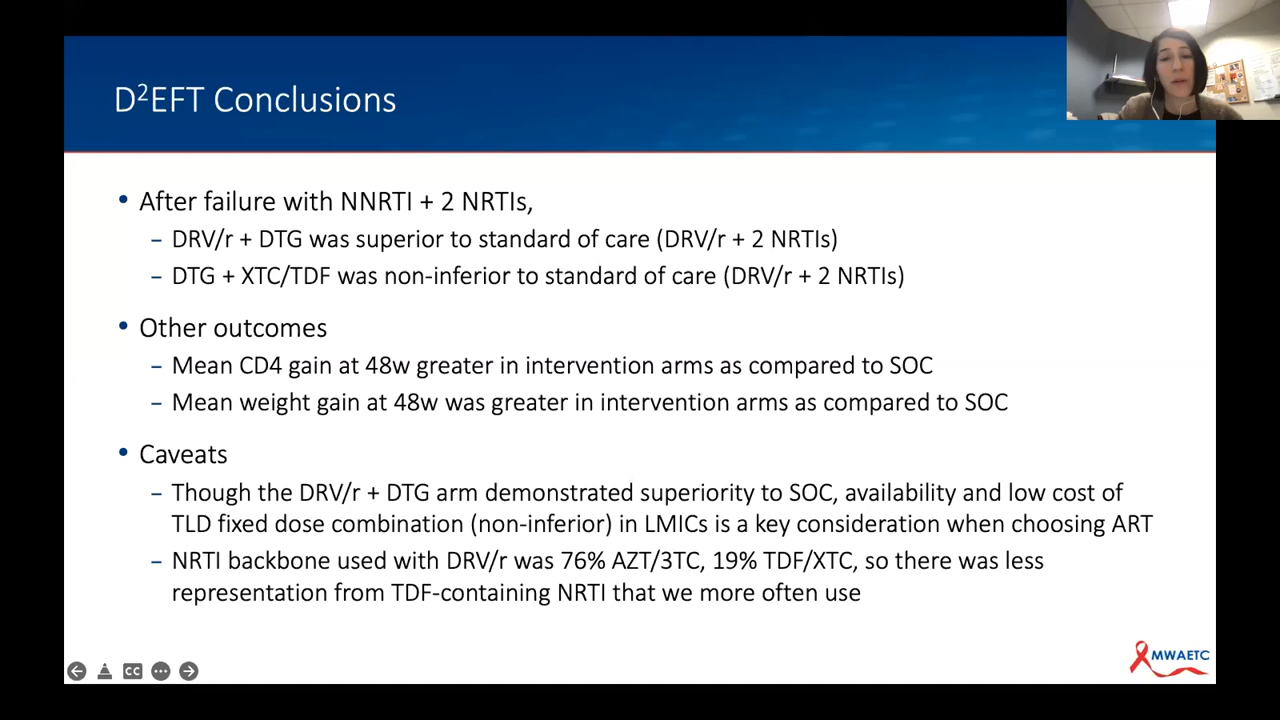 D²EFT Conclusions
• After failure with NNRTI + 2 NRTIs,
– DRV/r + DTG was superior to standard of care (DRV/r + 2 NRTIs)
– DTG + XTC/TDF was non-inferior to standard of care (DRV/r + 2 NRTIs)
• Other outcomes
– Mean CD4 gain at 48w greater in intervention arms as compared to SOC
– Mean weight gain at 48w was greater in intervention arms as compared to SOC
• Caveats
– Though the DRV/r + DTG arm demonstrated superiority to SOC, availability and low cost of
TLD fixed dose combination (non-inferior) in LMICs is a key consideration when choosing ART
– NRTI backbone used with DRV/r was 76% AZT/3TC, 19% TDF/XTC, so there was less
representation from TDF-containing NRTI that we more often use
CC
MWAETC